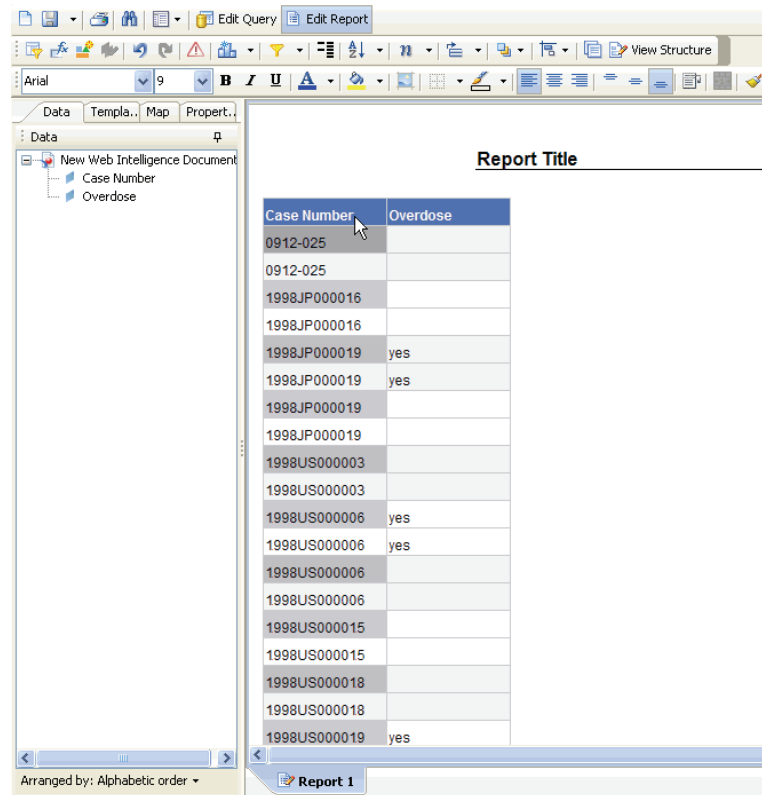 Edit Query Edit Report
View Structure
Arial 9 B I U A
Data Templa.. Map Propert..
Data
New Web Intelligence Document
Case Number
Overdose
Report Title
Case Number Overdose
0912-025
0912-025
1998JP000016
1998JP000016
1998JP000019 yes
1998JP000019 yes
1998JP000019
1998JP000019
1998US000003
1998US000003
1998US000006 yes
1998US000006 yes
1998US000006
1998US000006
1998US000015
1998US000015
1998US000018
1998US000018
1998US000019 yes
Arranged by: Alphabetic order
Report 1